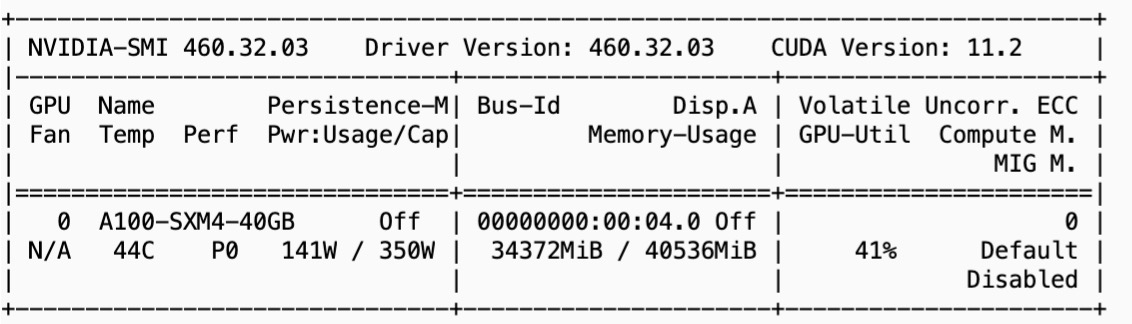 +-----------------------------------------------------------------------------+
| NVIDIA-SMI 460.32.03    Driver Version: 460.32.03    CUDA Version: 11.2     |
|-------------------------------+----------------------+----------------------+
| GPU  Name        Persistence-M| Bus-Id        Disp.A | Volatile Uncorr. ECC |
| Fan  Temp  Perf  Pwr:Usage/Cap|         Memory-Usage | GPU-Util  Compute M. |
|                               |                      |               MIG M. |
|===============================+======================+======================|
|   0  A100-SXM4-40GB      Off  | 00000000:00:04.0 Off |                    0 |
| N/A   44C    P0   141W / 350W |  34372MiB / 40536MiB |     41%      Default |
|                               |                      |             Disabled |
+-------------------------------+----------------------+----------------------+